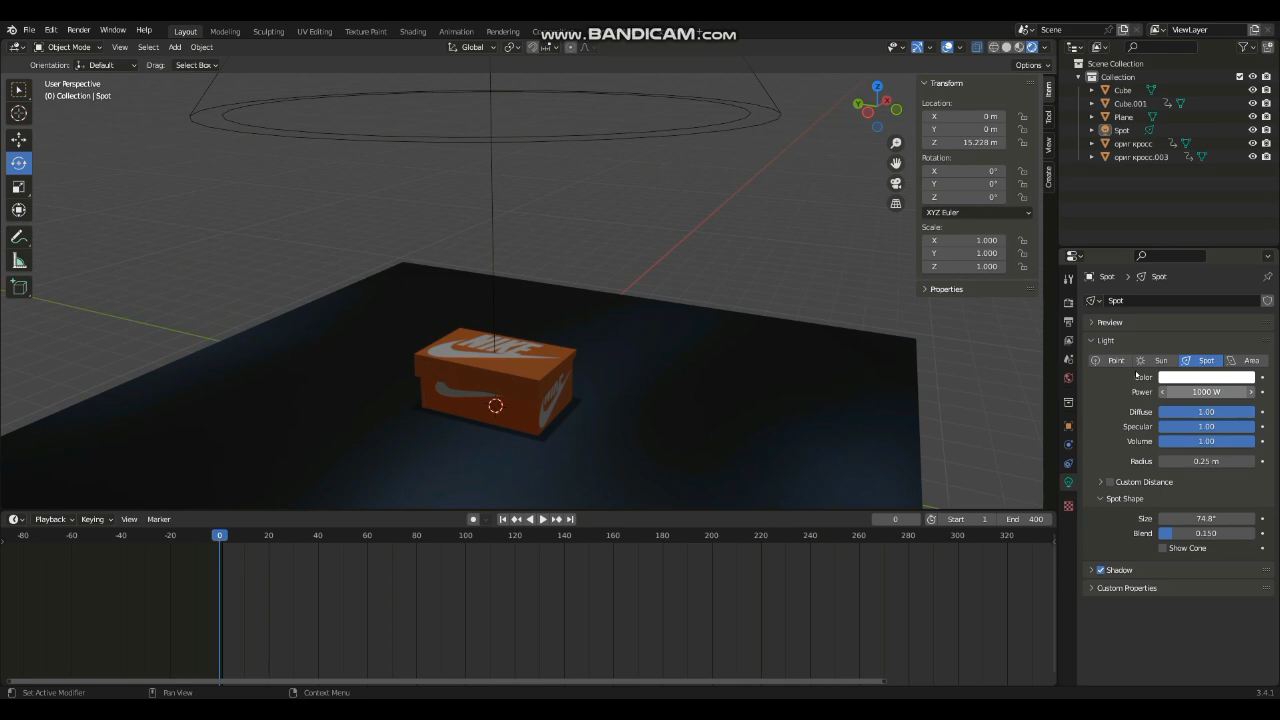 File Edit Render Window Help Layout Modeling Sculpting UV Editing Texture Paint Shading Animation Rendering Scene ViewLayer
www.BANDICAM.com
Object Mode View Select Add Object Global
Orientation: Default Drag: Select Box Options
User Perspective
(0) Collection | Spot
Transform
Location:
X 0 m
Y 0 m
Z 15.228 m
Rotation:
X 0°
Y 0°
Z 0°
XYZ Euler
Scale:
X 1.000
Y 1.000
Z 1.000
Properties
Item
Tool
View
Create
Z
Y
X
Scene Collection
Collection
Cube
Cube.001
Plane
Spot
ориг кросс
ориг кросс.003
NIKE
Spot > Spot
Spot
Preview
Light
Point Sun Spot Area
Color
Power 1000 W
Diffuse 1.00
Specular 1.00
Volume 1.00
Radius 0.25 m
Custom Distance
Spot Shape
Size 74.8°
Blend 0.150
Show Cone
Shadow
Custom Properties
Playback Keying View Marker 0 Start 1 End 400
-80 -60 -40 -20 0 20 40 60 80 100 120 140 160 180 200 220 240 260 280 300 320
Set Active Modifier Pan View Context Menu 3.4.1